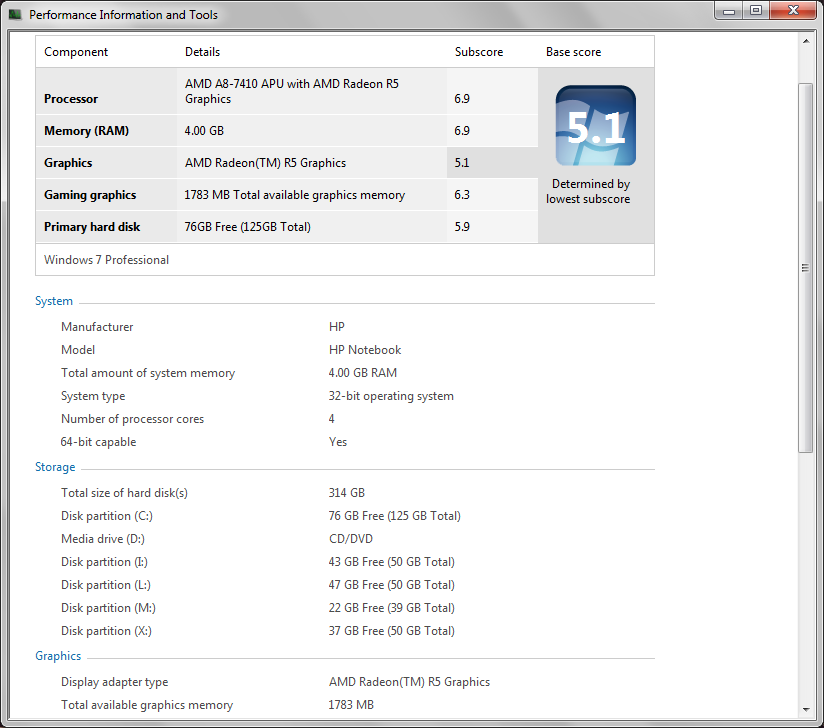 Performance Information and Tools
Component Details Subscore Base score
Processor AMD A8-7410 APU with AMD Radeon R5
Graphics 6.9
Memory (RAM) 4.00 GB 6.9
Graphics AMD Radeon(TM) R5 Graphics 5.1
Gaming graphics 1783 MB Total available graphics memory 6.3
Primary hard disk 76GB Free (125GB Total) 5.9
5.1
Determined by
lowest subscore
Windows 7 Professional
System
Manufacturer HP
Model HP Notebook
Total amount of system memory 4.00 GB RAM
System type 32-bit operating system
Number of processor cores 4
64-bit capable Yes
Storage
Total size of hard disk(s) 314 GB
Disk partition (C:) 76 GB Free (125 GB Total)
Media drive (D:) CD/DVD
Disk partition (I:) 43 GB Free (50 GB Total)
Disk partition (L:) 47 GB Free (50 GB Total)
Disk partition (M:) 22 GB Free (39 GB Total)
Disk partition (X:) 37 GB Free (50 GB Total)
Graphics
Display adapter type AMD Radeon(TM) R5 Graphics
Total available graphics memory 1783 MB